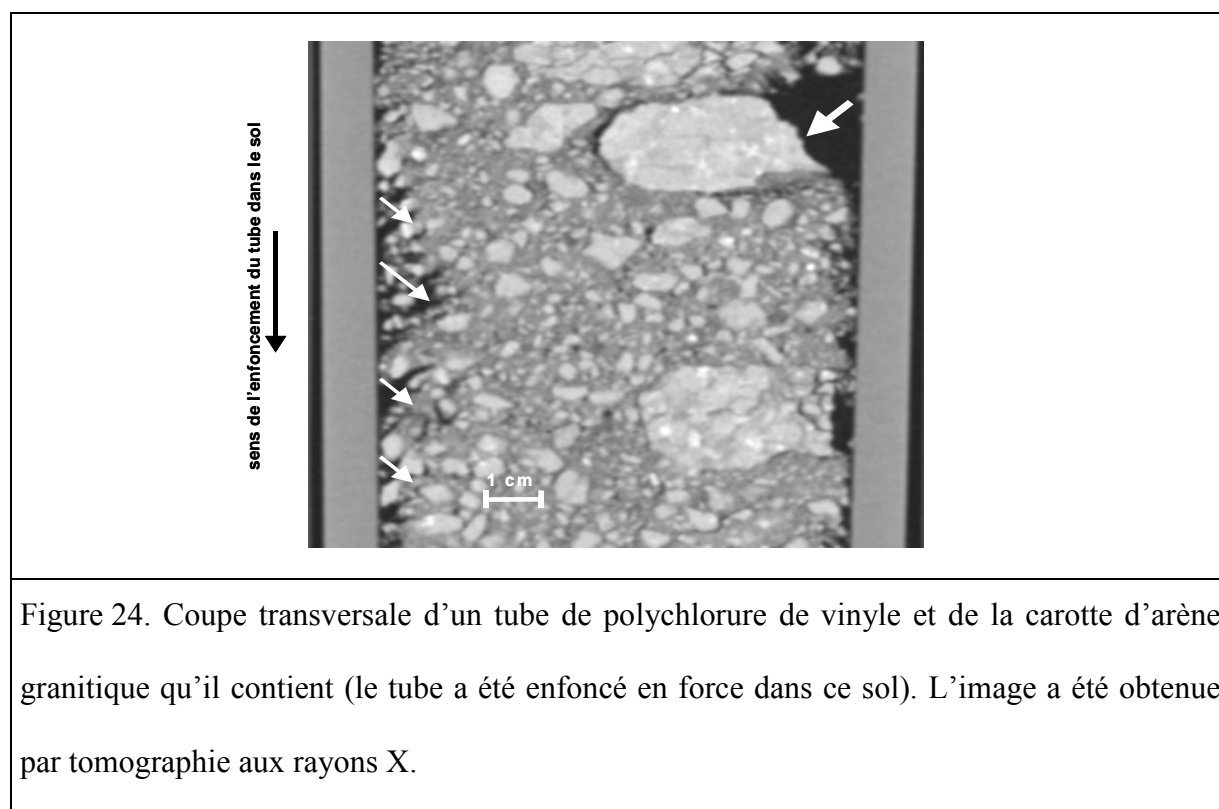 sens de l'enfoncement du tube dans le sol
1 cm
Figure 24. Coupe transversale d’un tube de polychlorure de vinyle et de la carotte d’arène
granitique qu’il contient (le tube a été enfoncé en force dans ce sol). L’image a été obtenue
par tomographie aux rayons X.